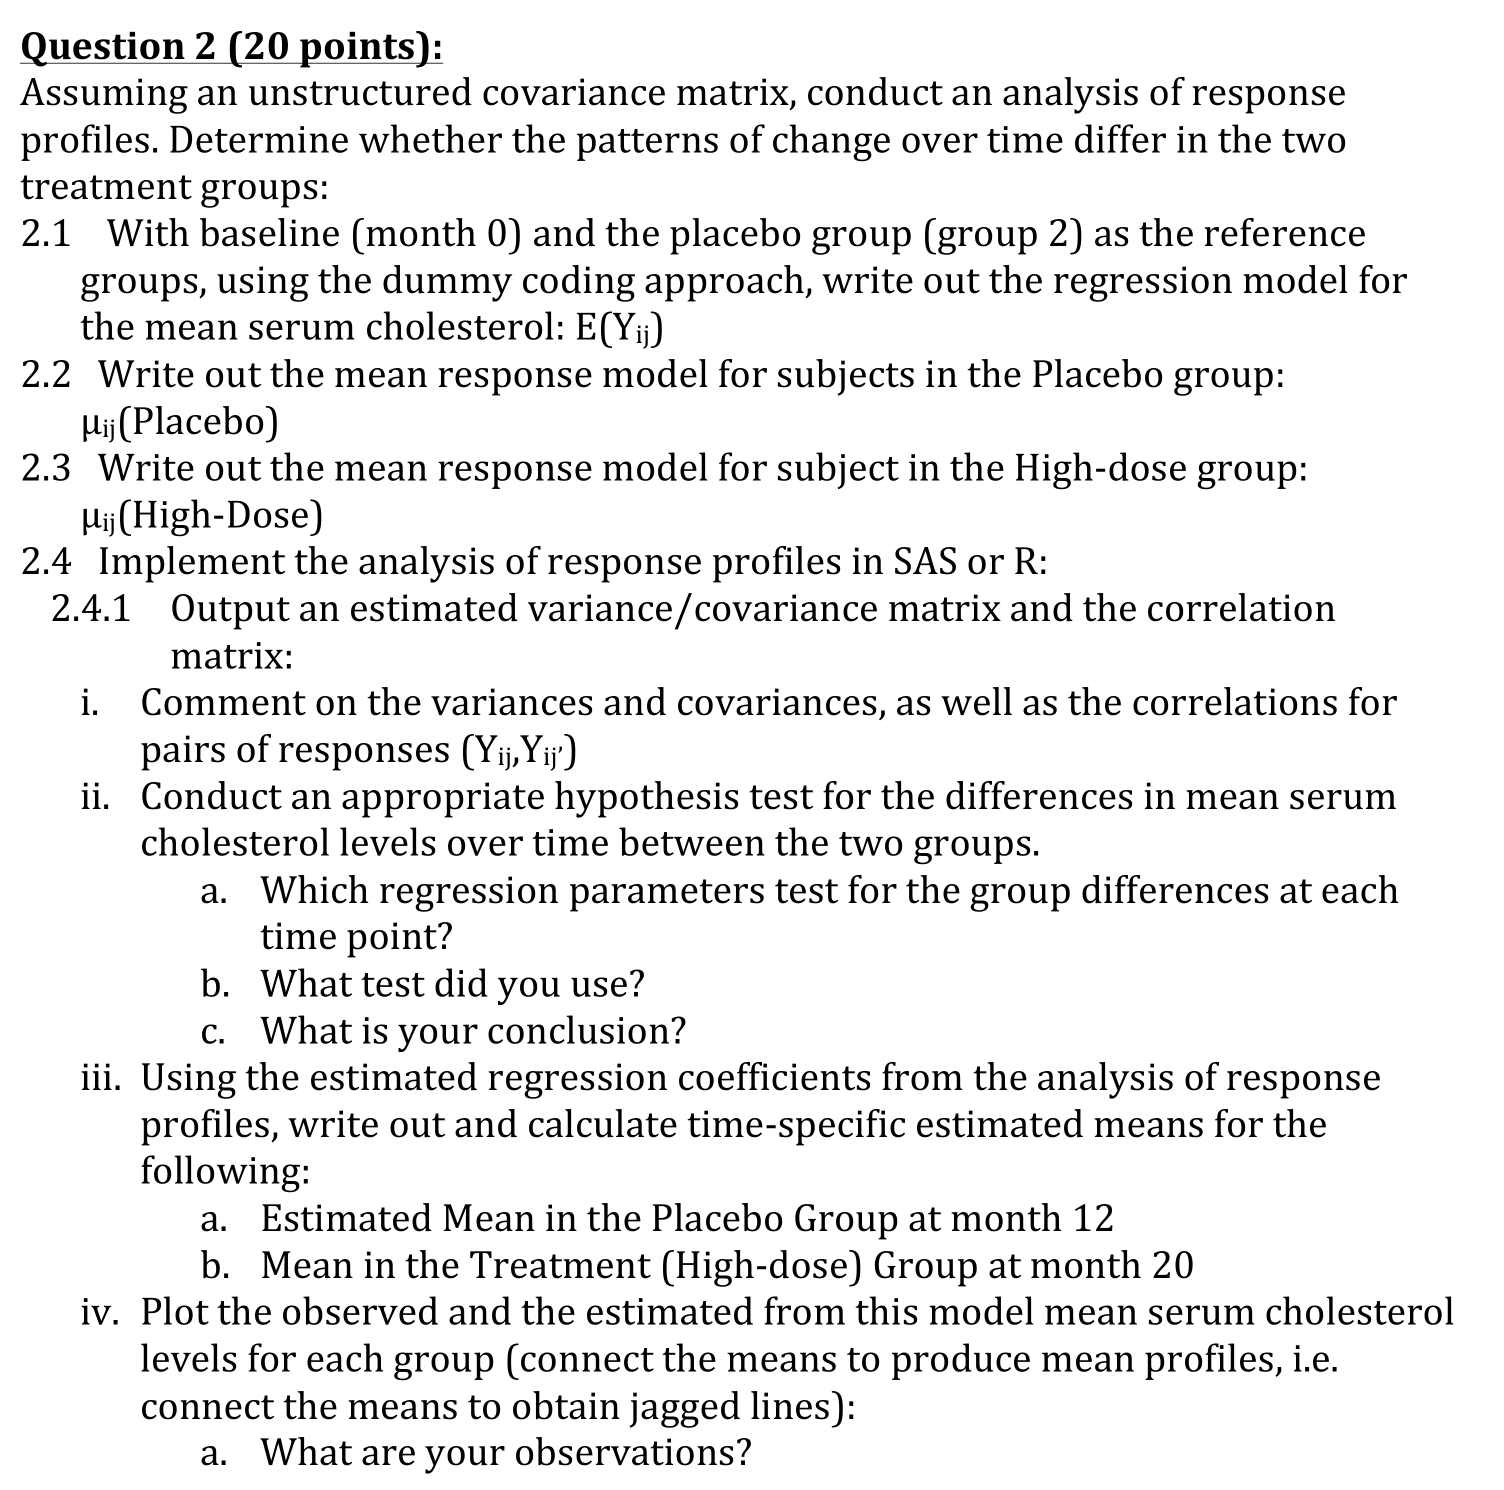 Question 2 (20 points):
Assuming an unstructured covariance matrix, conduct an analysis of response
profiles. Determine whether the patterns of change over time differ in the two
treatment groups:
2.1 With baseline (month 0) and the placebo group (group 2) as the reference
groups, using the dummy coding approach, write out the regression model for
the mean serum cholesterol: E(Yij)
2.2 Write out the mean response model for subjects in the Placebo group:
μij(Placebo)
2.3 Write out the mean response model for subject in the High-dose group:
μij(High-Dose)
2.4 Implement the analysis of response profiles in SAS or R:
2.4.1 Output an estimated variance/covariance matrix and the correlation
matrix:
i. Comment on the variances and covariances, as well as the correlations for
pairs of responses (Yij,Yij’)
ii. Conduct an appropriate hypothesis test for the differences in mean serum
cholesterol levels over time between the two groups.
a. Which regression parameters test for the group differences at each
time point?
b. What test did you use?
c. What is your conclusion?
iii. Using the estimated regression coefficients from the analysis of response
profiles, write out and calculate time-specific estimated means for the
following:
a. Estimated Mean in the Placebo Group at month 12
b. Mean in the Treatment (High-dose) Group at month 20
iv. Plot the observed and the estimated from this model mean serum cholesterol
levels for each group (connect the means to produce mean profiles, i.e.
connect the means to obtain jagged lines):
a. What are your observations?